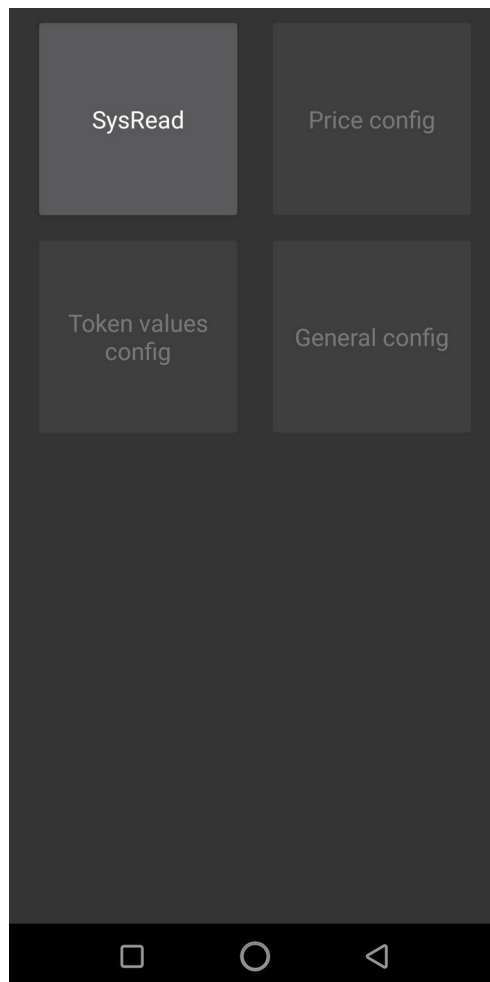 SysRead
Price config
Token values
config
General config